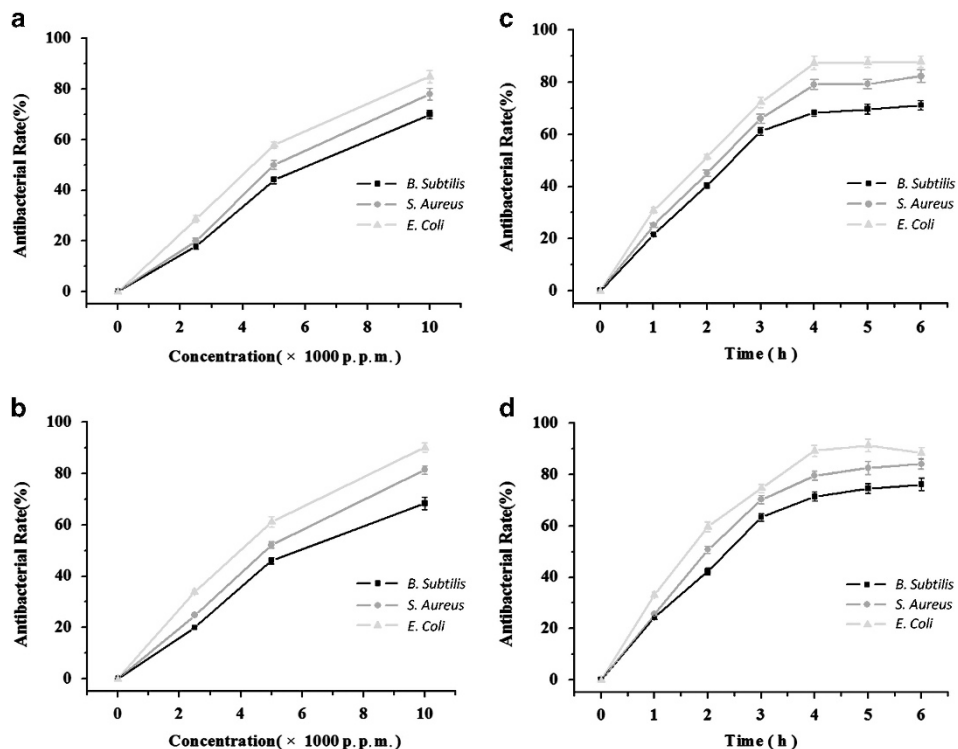 a
100
80
60
40
20
0
Antibacterial Rate(%)
B. Subtilis
S. Aureus
E. Coli
0 2 4 6 8 10
Concentration( × 1000 p.p.m.)
c
100
80
60
40
20
0
Antibacterial Rate(%)
B. Subtilis
S. Aureus
E. Coli
0 1 2 3 4 5 6
Time ( h )
b
100
80
60
40
20
0
Antibacterial Rate(%)
B. Subtilis
S. Aureus
E. Coli
0 2 4 6 8 10
Concentration( × 1000 p.p.m.)
d
100
80
60
40
20
0
Antibacterial Rate(%)
B. Subtilis
S. Aureus
E. Coli
0 1 2 3 4 5 6
Time ( h )